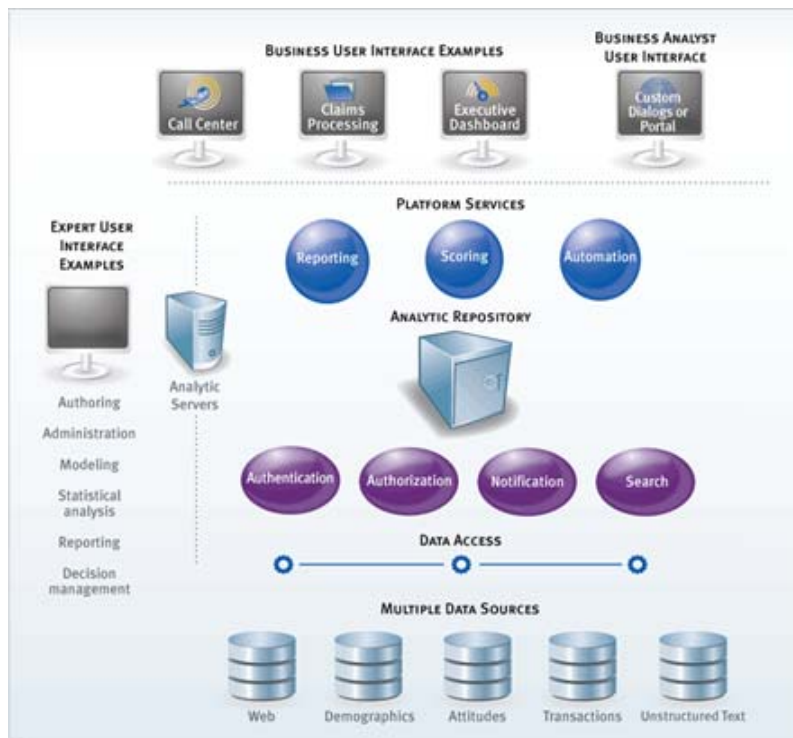 BUSINESS USER INTERFACE EXAMPLES
BUSINESS ANALYST
USER INTERFACE
Call Center
Claims
Processing
Executive
Dashboard
Custom
Dialogs or
Portal
PLATFORM SERVICES
EXPERT USER
INTERFACE
EXAMPLES
Reporting
Scoring
Automation
ANALYTIC REPOSITORY
Analytic
Servers
Authoring
Administration
Modeling
Statistical
analysis
Reporting
Decision
management
Authentication
Authorization
Notification
Search
DATA ACCESS
MULTIPLE DATA SOURCES
Web
Demographics
Attitudes
Transactions
Unstructured Text